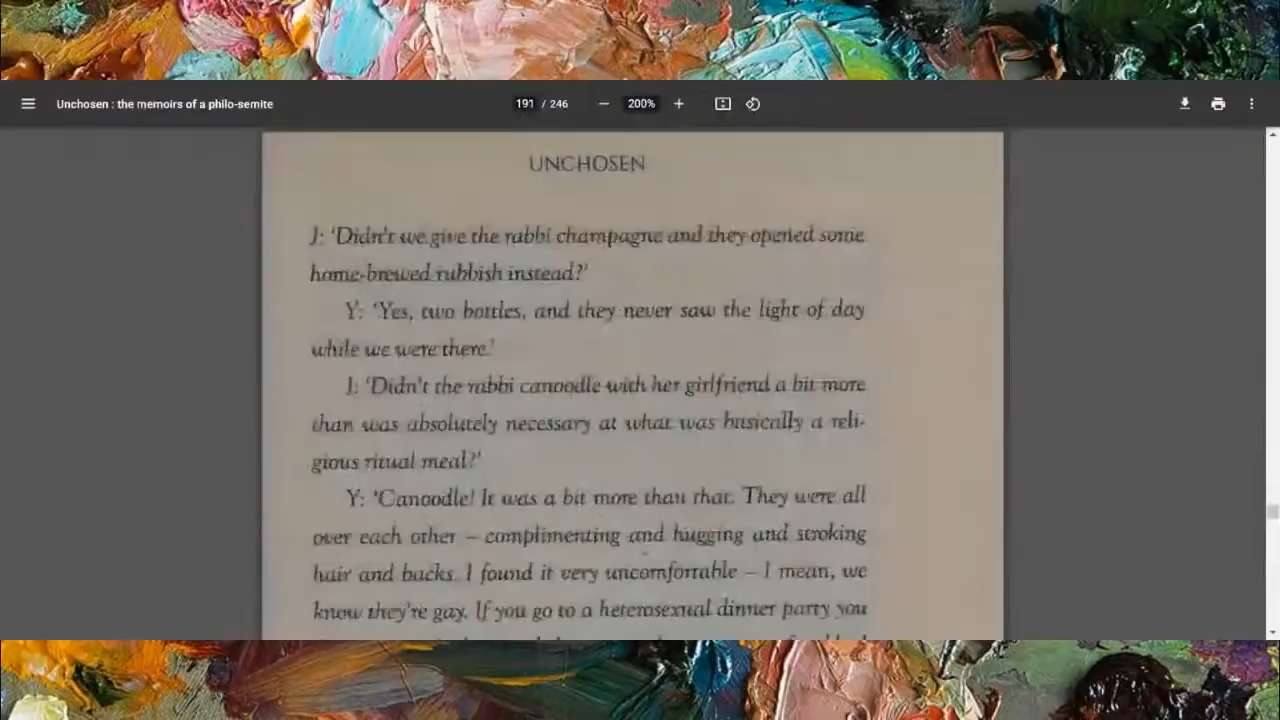 Unchosen : the memoirs of a philo-semite
191 / 246
200%
UNCHOSEN
J: 'Didn't we give the rabbi champagne and they opened some
home-brewed rubbish instead?'
Y: 'Yes, two bottles, and they never saw the light of day
while we were there.'
J: 'Didn't the rabbi canoodle with her girlfriend a bit more
than was absolutely necessary at what was basically a reli-
gious ritual meal?'
Y: 'Canoodle! It was a bit more than that. They were all
over each other – complimenting and hugging and stroking
hair and backs. I found it very uncomfortable – I mean, we
know they're gay. If you go to a heterosexual dinner party you